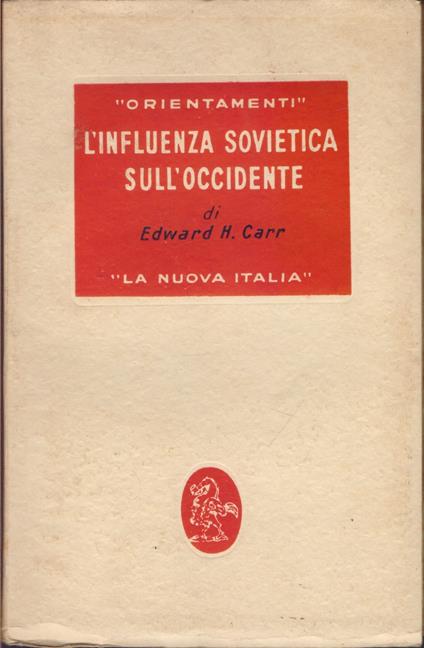 "ORIENTAMENTI"
L'INFLUENZA SOVIETICA
SULL'OCCIDENTE
di
Edward H. Carr
"LA NUOVA ITALIA"